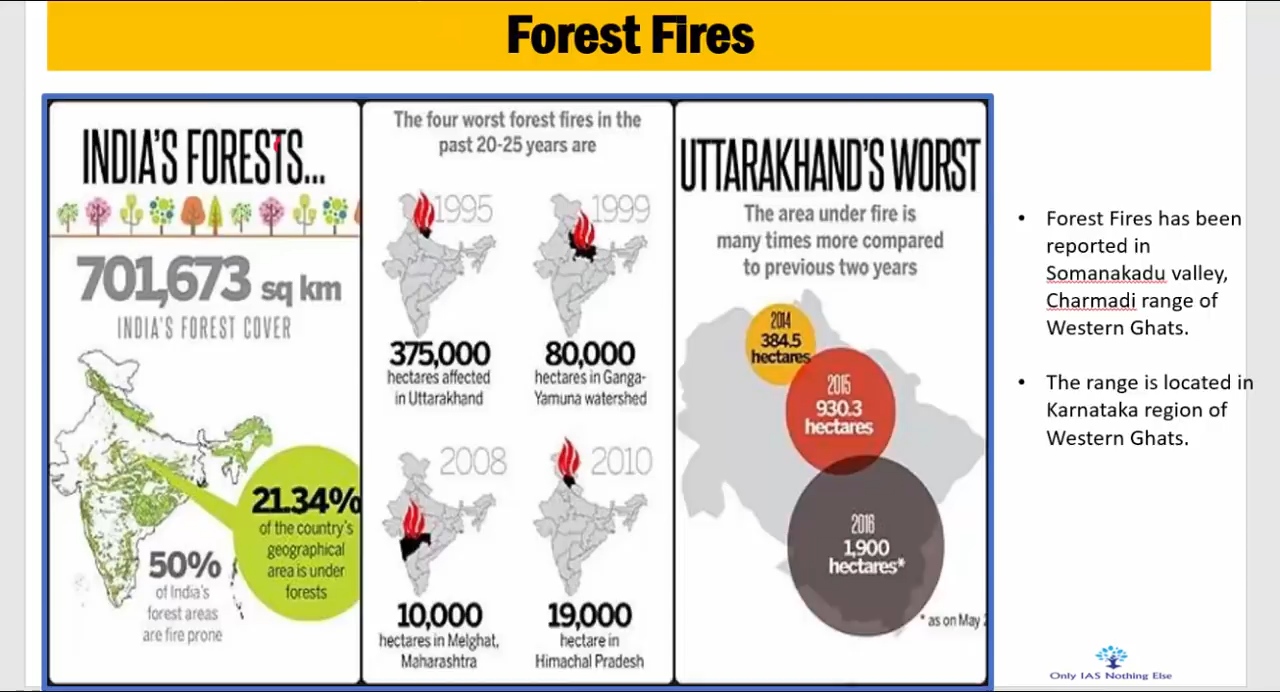 Forest Fires
INDIA'S FORESTS...
701,673 sq km
INDIA'S FOREST COVER
21.34%
of the country's
geographical
area is under
forests
50%
of India's
forest areas
are fire prone
The four worst forest fires in the
past 20-25 years are
1995
375,000
hectares affected
in Uttarakhand
1999
80,000
hectares in Ganga-
Yamuna watershed
2008
10,000
hectares in Melghat,
Maharashtra
2010
19,000
hectare in
Himachal Pradesh
UTTARAKHAND'S WORST
The area under fire is
many times more compared
to previous two years
2014
384.5
hectares
2015
930.3
hectares
2016
1,900
hectares*
* as on May 2
• Forest Fires has been
reported in
Somanakadu valley,
Charmadi range of
Western Ghats.
• The range is located in
Karnataka region of
Western Ghats.
Only IAS Nothing Else